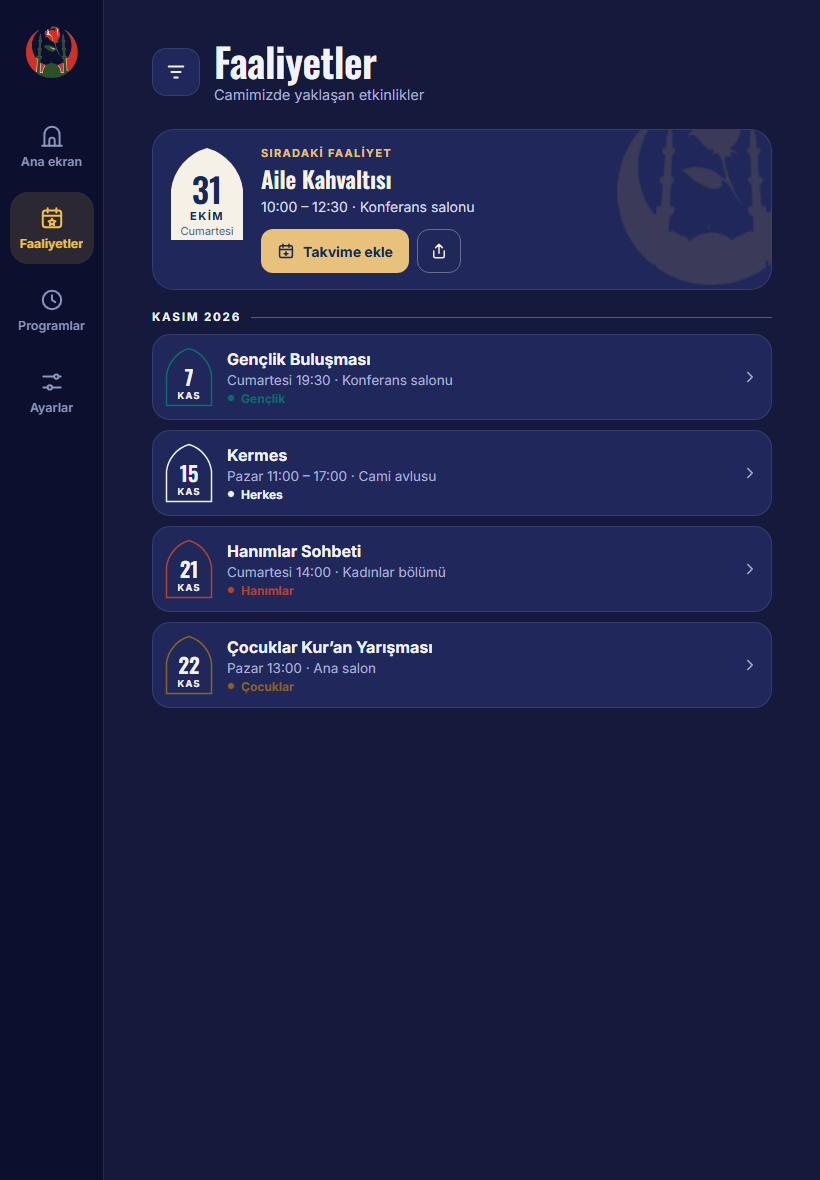 Ana ekran
Faaliyetler
Programlar
Ayarlar
Faaliyetler
Camimizde yaklaşan etkinlikler
31
EKİM
Cumartesi
SIRADAKİ FAALİYET
Aile Kahvaltısı
10:00 – 12:30 · Konferans salonu
Takvime ekle
KASIM 2026
7
KAS
Gençlik Buluşması
Cumartesi 19:30 · Konferans salonu
Gençlik
15
KAS
Kermes
Pazar 11:00 – 17:00 · Cami avlusu
Herkes
21
KAS
Hanımlar Sohbeti
Cumartesi 14:00 · Kadınlar bölümü
Hanımlar
22
KAS
Çocuklar Kur’an Yarışması
Pazar 13:00 · Ana salon
Çocuklar